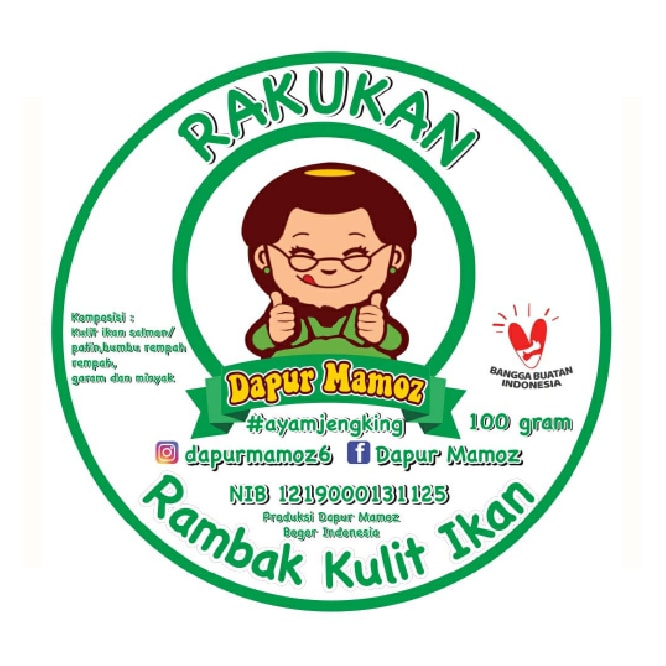 RAKUKAN
Komposisi :
Kulit ikan salman/
patin,bumbu rempah
rempah,
garam dan minyak
BANGGA BUATAN
INDONESIA
Dapur Mamoz
#ayamjengking
100 gram
dapurmamoz6
Dapur Mamoz
NIB 1219000131125
Produksi Dapur Mamoz
Bogor Indonesia
Rambak Kulit Ikan